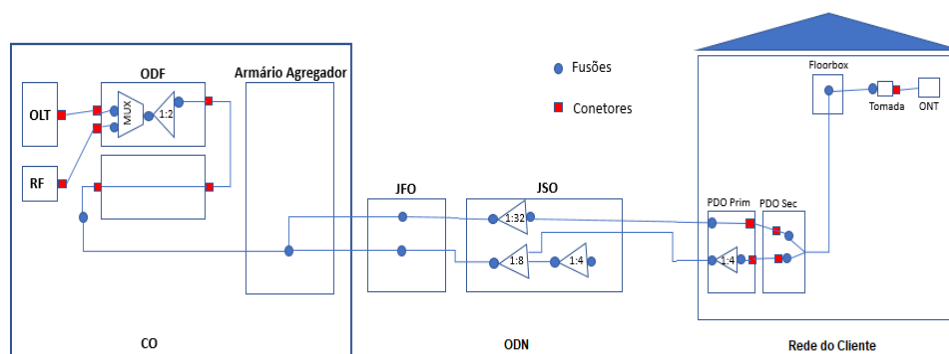 ODF
Armário Agregador
OLT
MUX
1:2
RF
Fusões
Conetores
JFO
JSO
1:32
1:8
1:4
Floorbox
Tomada
ONT
PDO Prim
PDO Sec
1:4
CO
ODN
Rede do Cliente